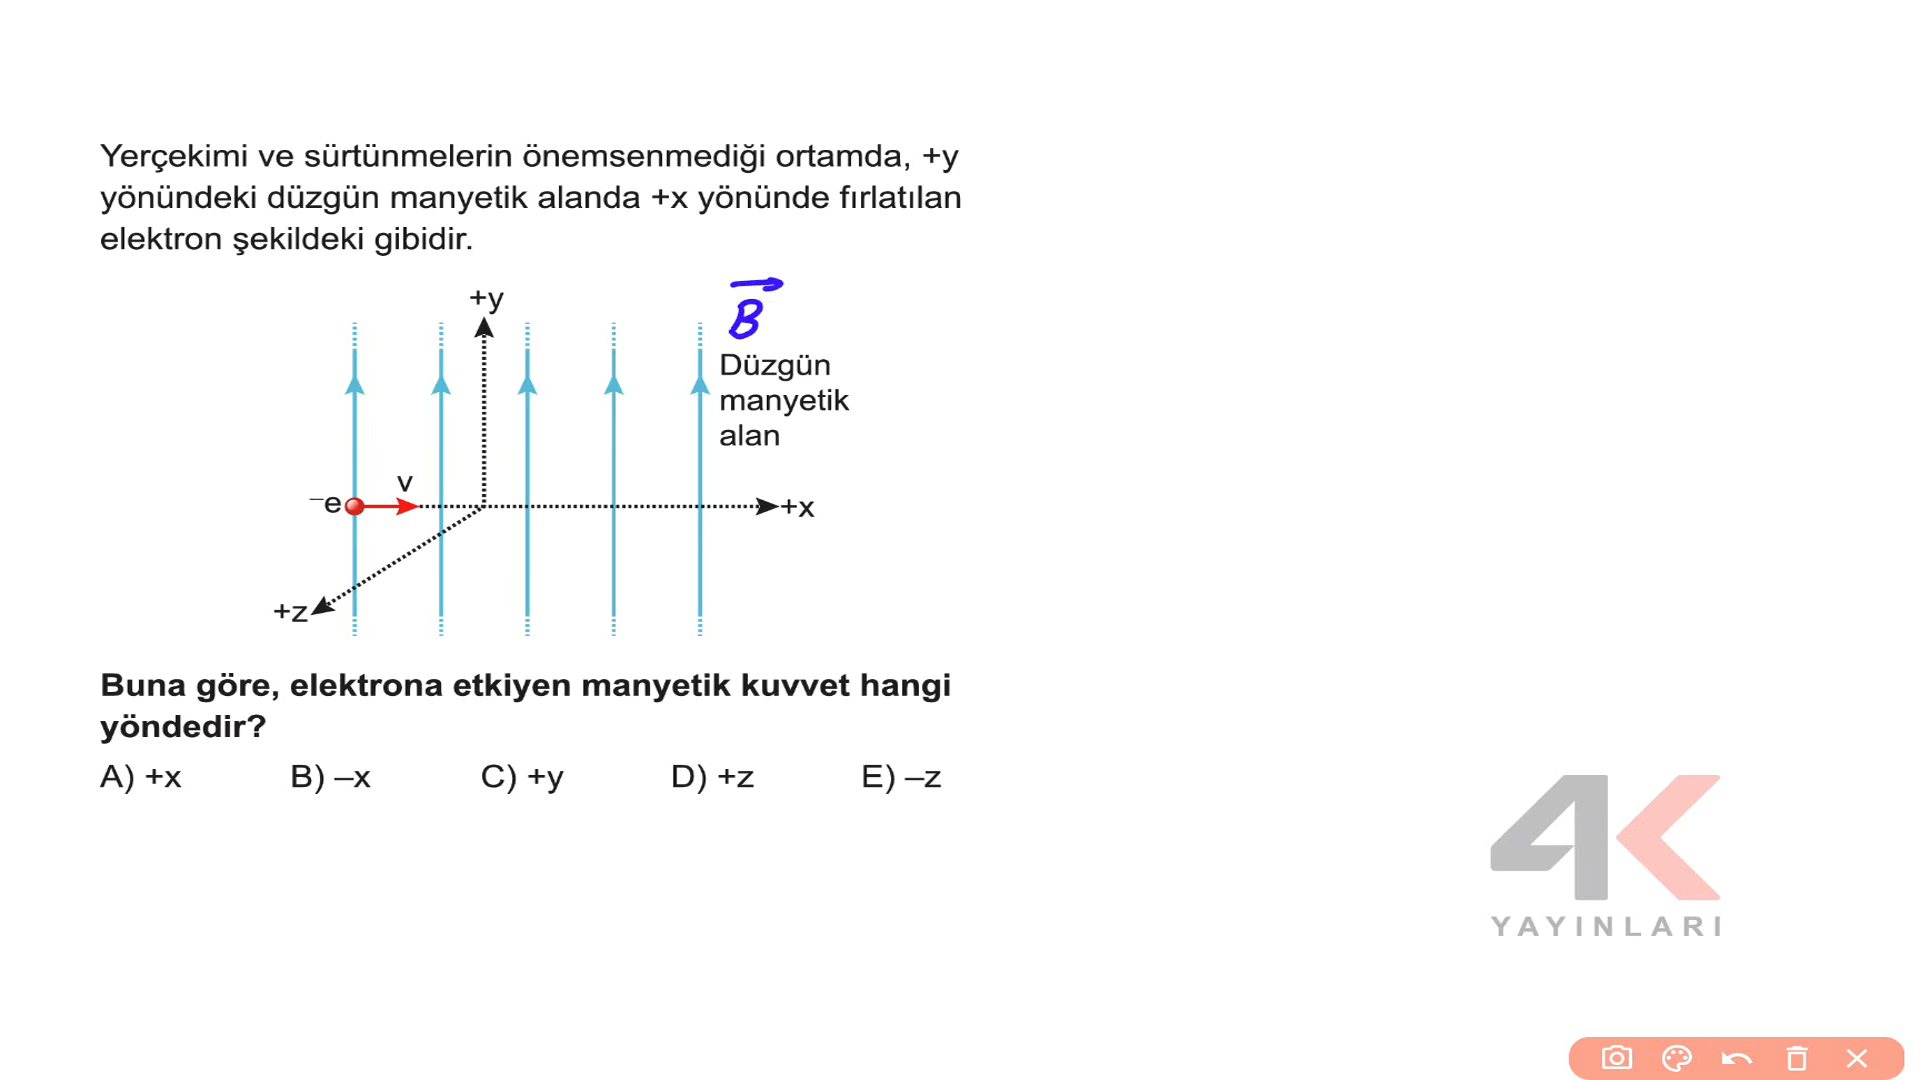 Yerçekimi ve sürtünmelerin önemsenmediği ortamda, +y
yönündeki düzgün manyetik alanda +x yönünde fırlatılan
elektron şekildeki gibidir.
+y
B
Düzgün
manyetik
alan
v
–e
+x
+z
Buna göre, elektrona etkiyen manyetik kuvvet hangi
yöndedir?
A) +x B) –x C) +y D) +z E) –z
4K
YAYINLARI